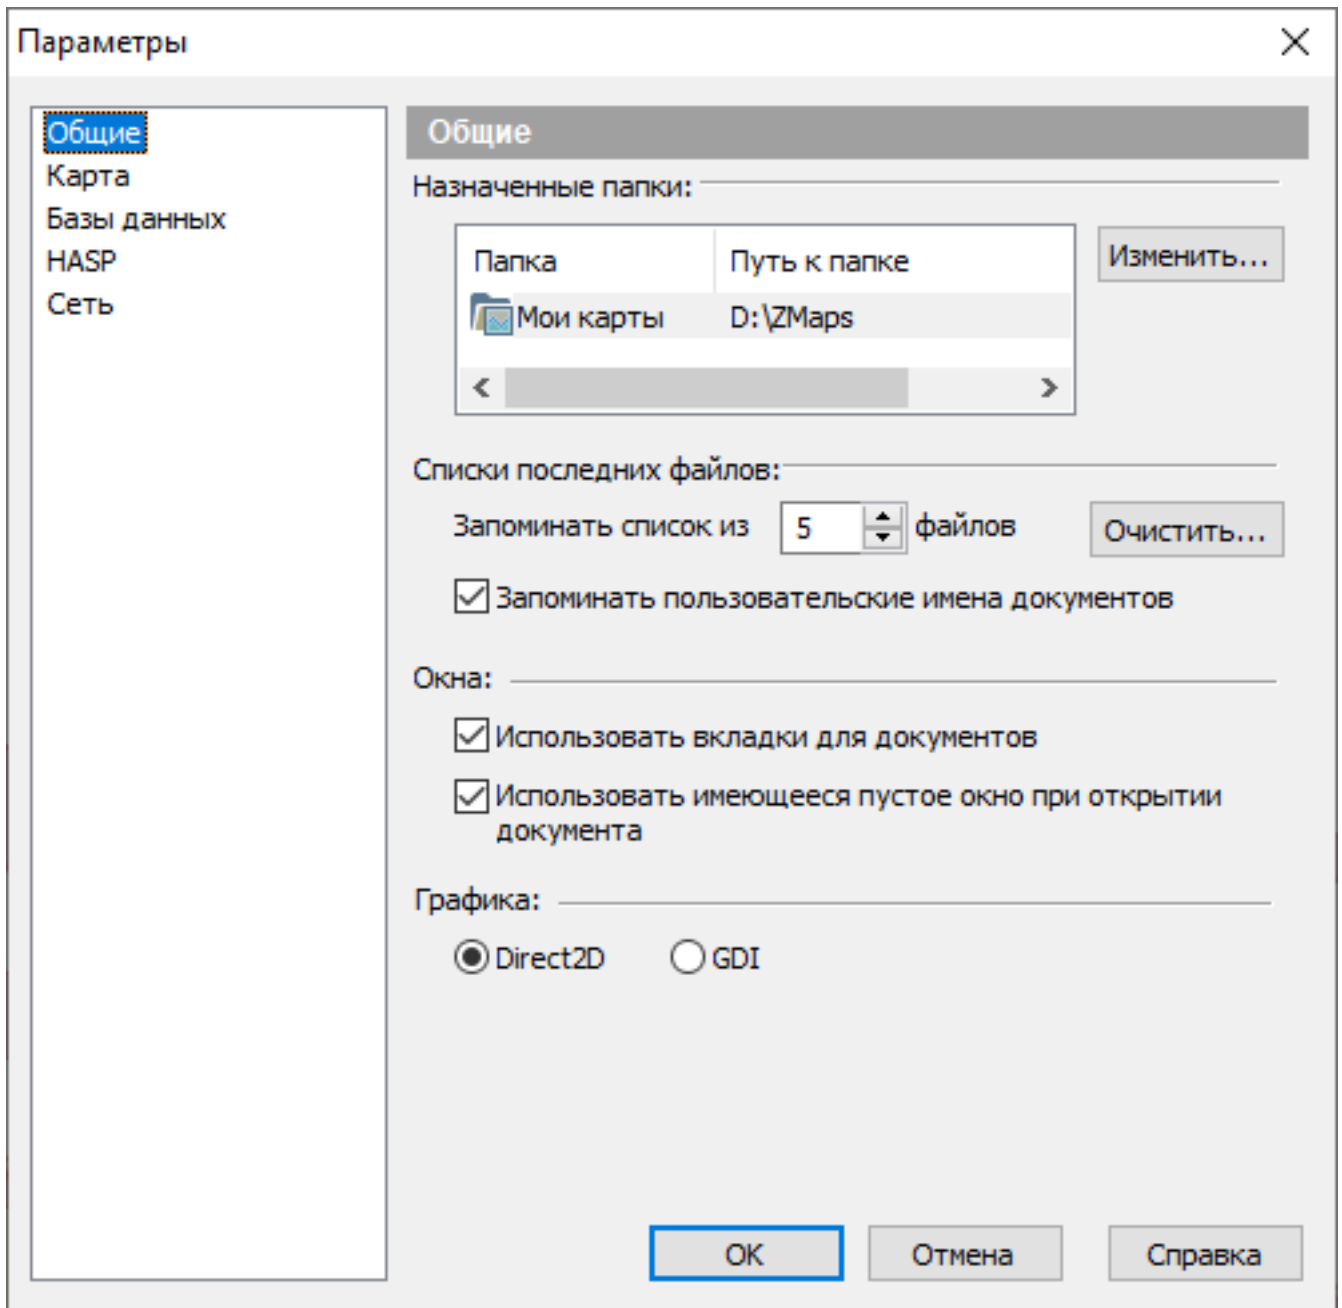 Параметры
Общие
Карта
Базы данных
HASP
Сеть
Общие
Назначенные папки:
Папка Путь к папке
Изменить...
Мои карты D:\ZMaps
Списки последних файлов:
Запоминать список из 5 файлов
Очистить...
Запоминать пользовательские имена документов
Окна:
Использовать вкладки для документов
Использовать имеющееся пустое окно при открытии
документа
Графика:
Direct2D GDI
OK Отмена Справка